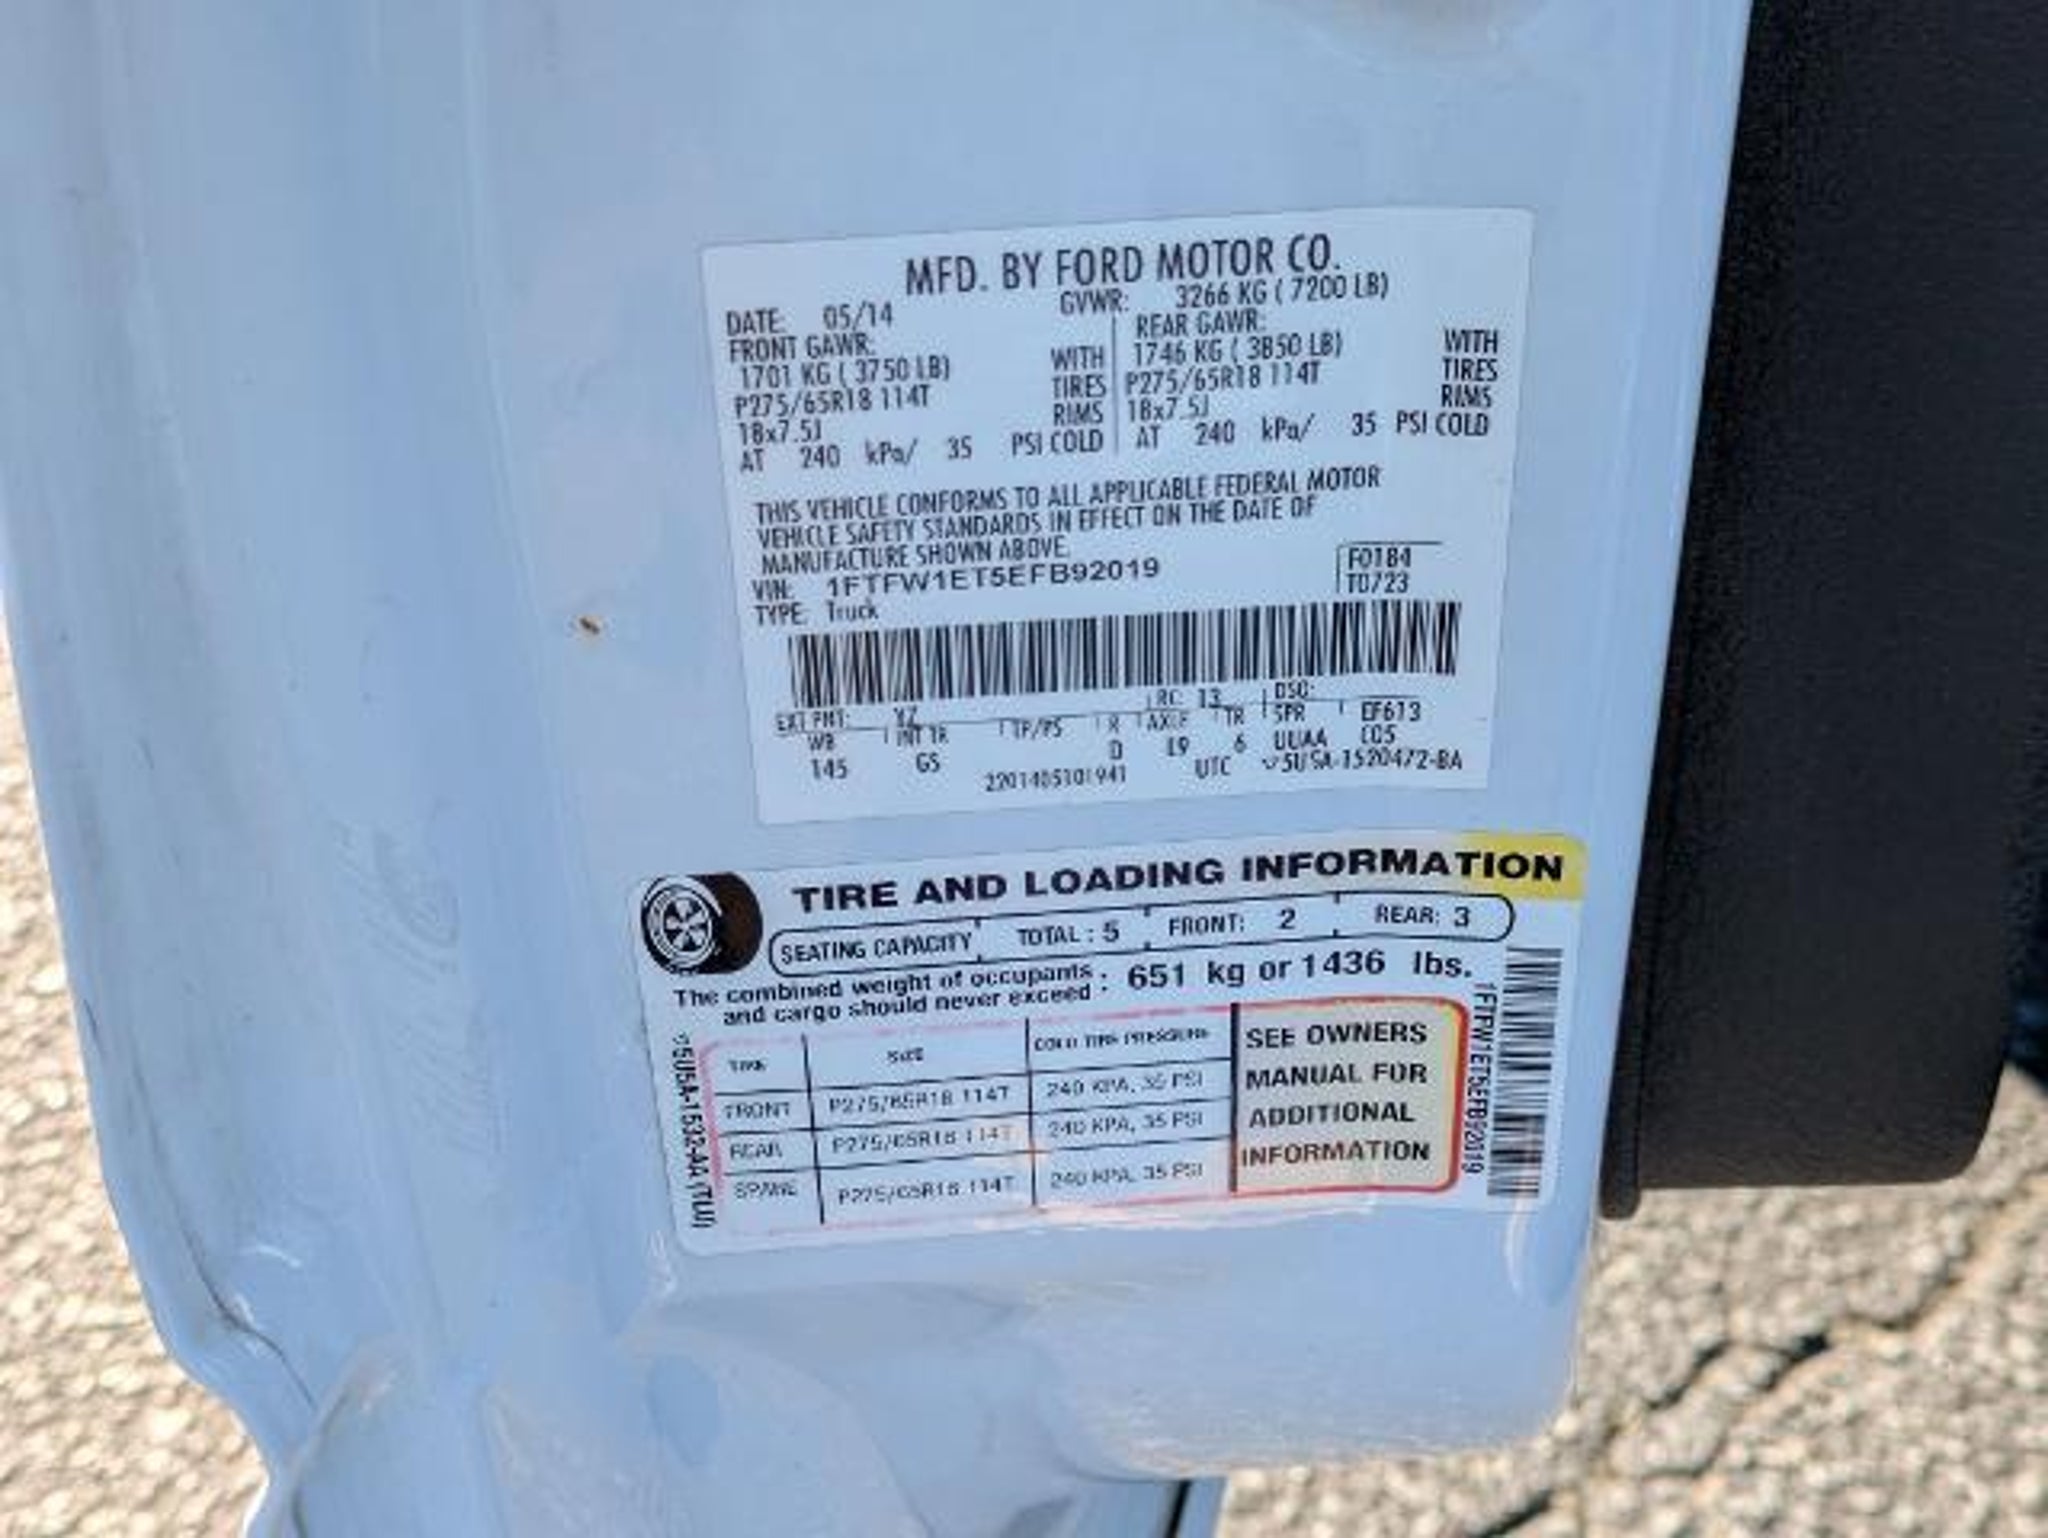 MFD. BY FORD MOTOR CO.
DATE: 05/14 GVWR: 3266 KG ( 7200 LB)
FRONT GAWR: REAR GAWR:
1701 KG ( 3750 LB) WITH 1746 KG ( 3850 LB) WITH
P275/65R18 114T TIRES P275/65R18 114T TIRES
18x7.5J RIMS 18x7.5J RIMS
AT 240 kPa/ 35 PSI COLD AT 240 kPa/ 35 PSI COLD
THIS VEHICLE CONFORMS TO ALL APPLICABLE FEDERAL MOTOR
VEHICLE SAFETY STANDARDS IN EFFECT ON THE DATE OF
MANUFACTURE SHOWN ABOVE.
VIN: 1FTFW1ET5EFB92019 F0184
TYPE: Truck T0723
EXT PNT: YZ RC: 13 DSO:
WB INT TR TP/PS R AXLE TR SPR EF613
145 GS D L9 6 UUAA C05
2201405101941 UTC 5U5A-1520472-BA
TIRE AND LOADING INFORMATION
SEATING CAPACITY TOTAL : 5 FRONT: 2 REAR: 3
The combined weight of occupants : 651 kg or 1436 lbs.
and cargo should never exceed :
TIRE SIZE COLD TIRE PRESSURE
FRONT P275/65R18 114T 240 KPA, 35 PSI
REAR P275/65R18 114T 240 KPA, 35 PSI
SPARE P275/65R18 114T 240 KPA, 35 PSI
SEE OWNERS
MANUAL FOR
ADDITIONAL
INFORMATION
5U5A-1532-AA (TLU)
1FTFW1ET5EFB92019